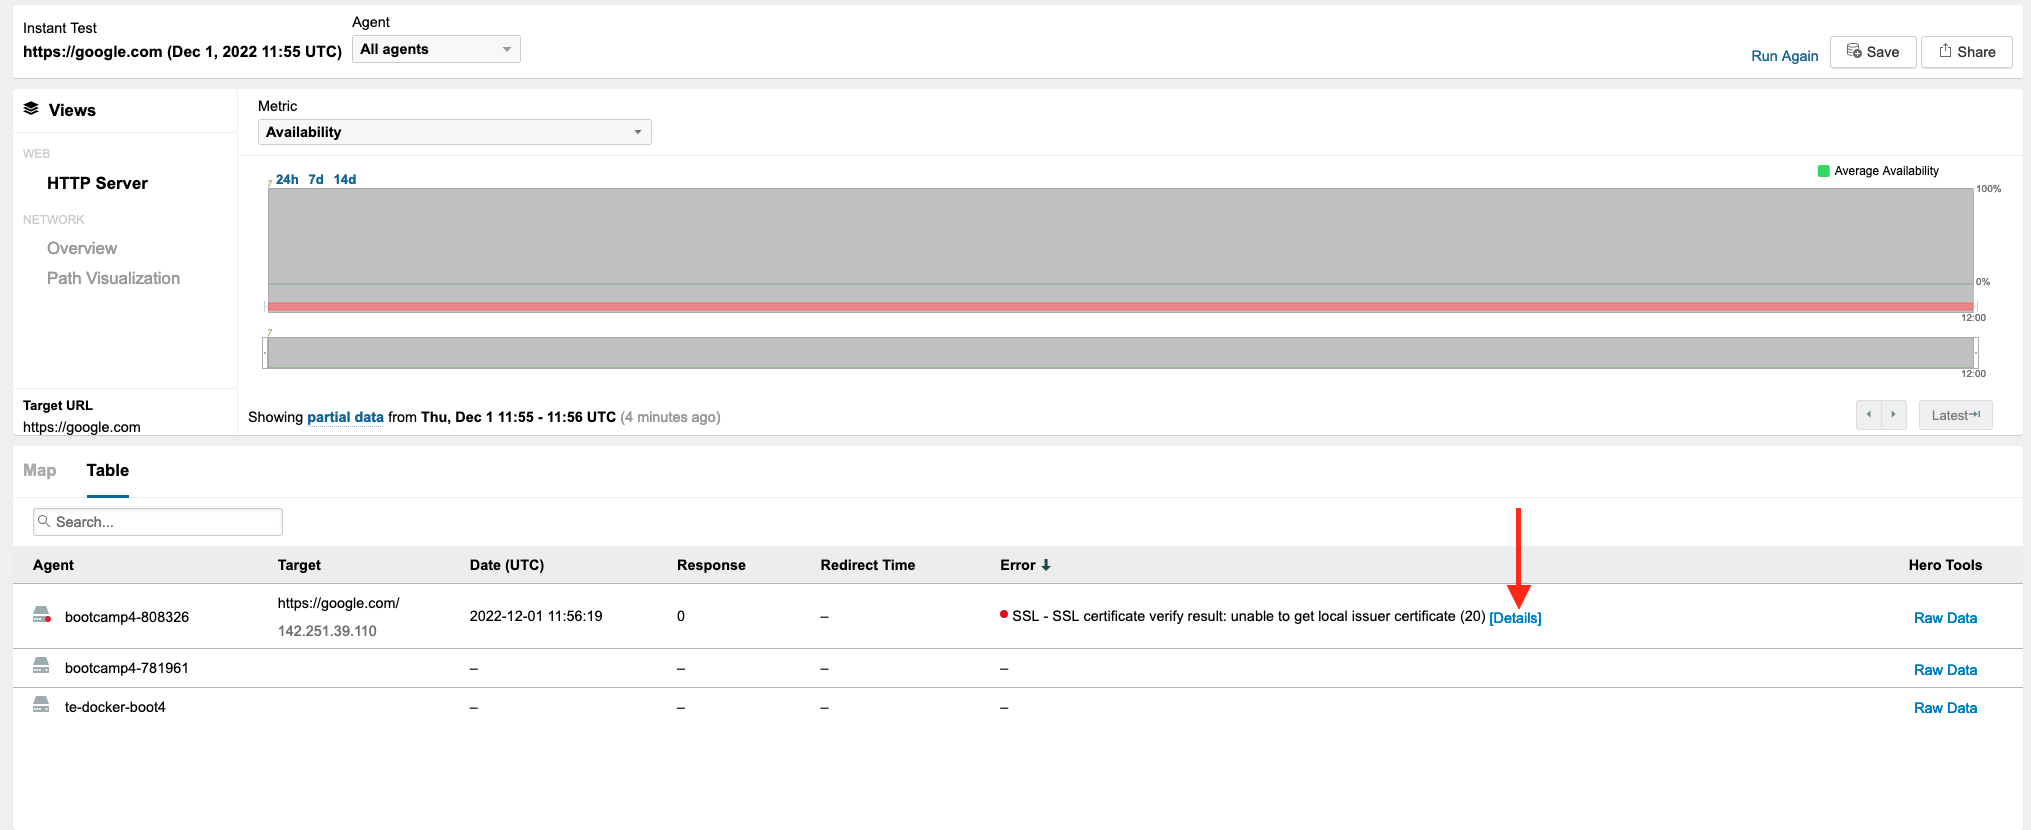 Instant Test
https://google.com (Dec 1, 2022 11:55 UTC)
Agent
All agents
Run Again
Save
Share
Views
WEB
HTTP Server
NETWORK
Overview
Path Visualization
Target URL
https://google.com
Metric
Availability
24h 7d 14d
Average Availability
100%
0%
12:00
12:00
Showing partial data from Thu, Dec 1 11:55 - 11:56 UTC (4 minutes ago)
Latest
Map Table
Search...
Agent Target Date (UTC) Response Redirect Time Error Hero Tools
bootcamp4-808326 https://google.com/ 2022-12-01 11:56:19 0 – SSL - SSL certificate verify result: unable to get local issuer certificate (20) [Details] Raw Data
142.251.39.110
bootcamp4-781961 – – – – Raw Data
te-docker-boot4 – – – – Raw Data